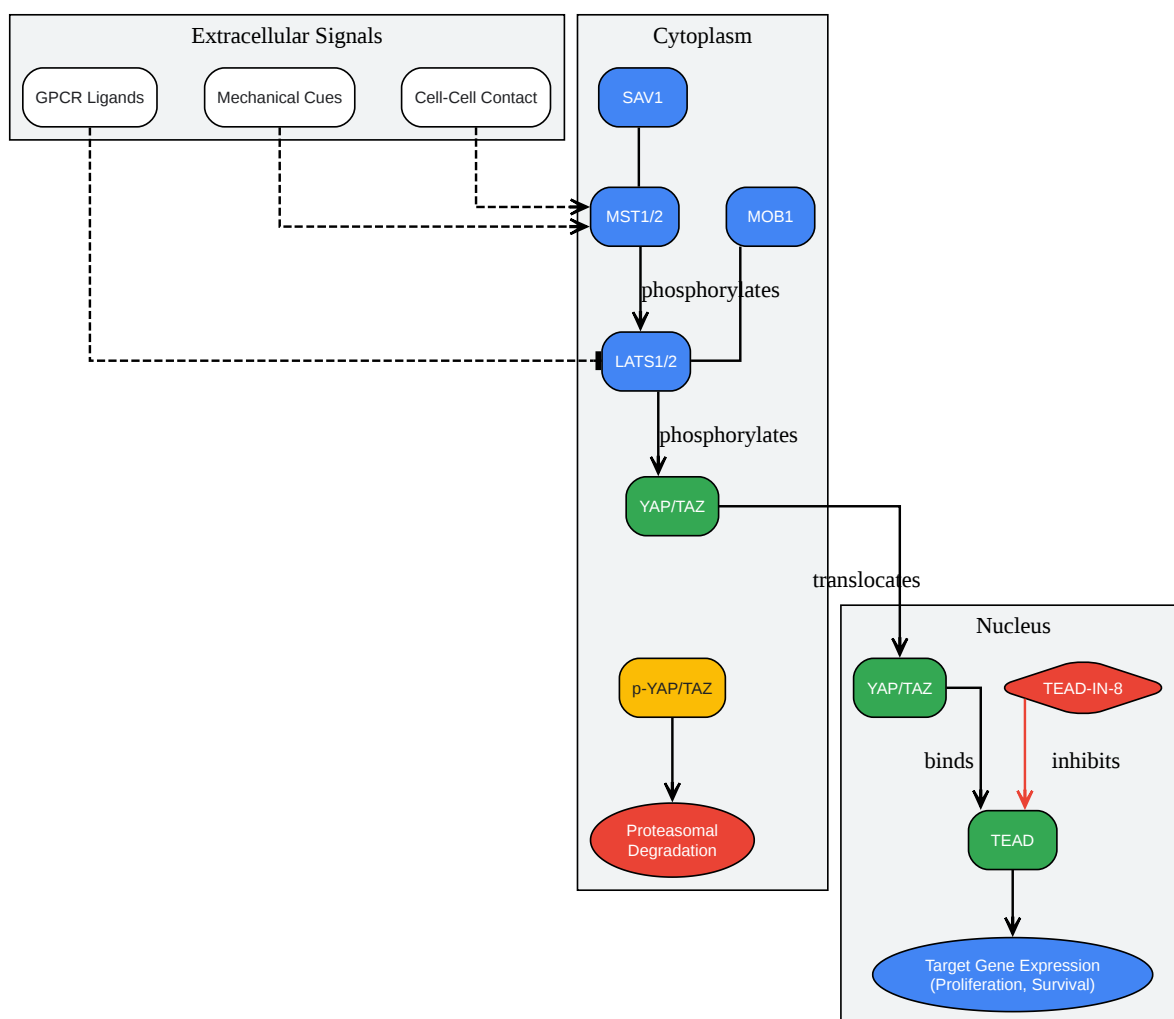 Extracellular Signals
Cytoplasm
GPCR Ligands
Mechanical Cues
Cell-Cell Contact
SAV1
MST1/2
MOB1
phosphorylates
LATS1/2
phosphorylates
YAP/TAZ
translocates
Nucleus
p-YAP/TAZ
YAP/TAZ
TEAD-IN-8
binds
inhibits
Proteasomal
Degradation
TEAD
Target Gene Expression
(Proliferation, Survival)